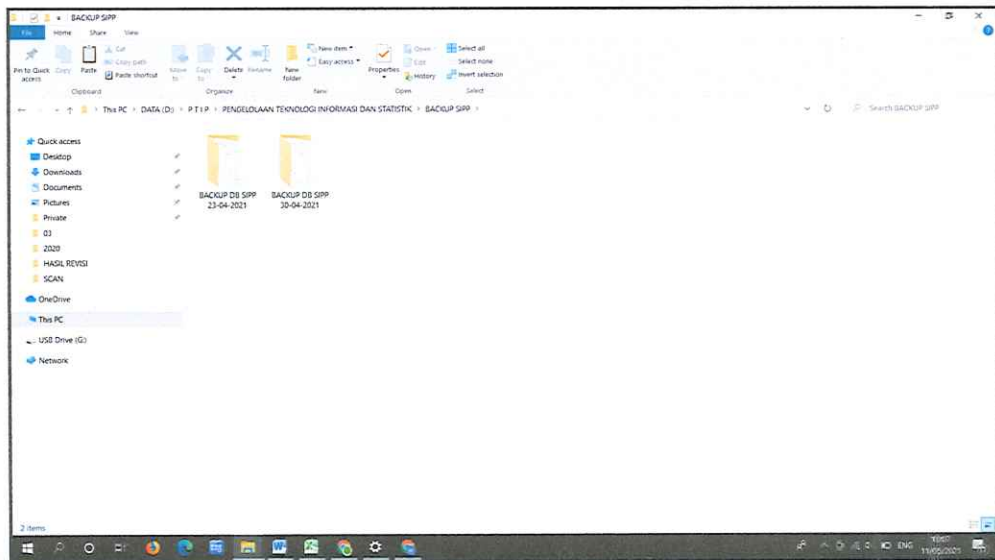 BACKUP SIPP
File Home Share View
Pin to Quick access
Copy
Paste
Cut
Copy path
Paste shortcut
Move to
Copy to
Delete
Rename
New folder
New item
Easy access
Properties
Open
Edit
History
Select all
Select none
Invert selection
Clipboard Organize New Open Select
This PC DATA (D:) P T I P PENGELOLAAN TEKNOLOGI INFORMASI DAN STATISTIK BACKUP SIPP
Search BACKUP SIPP
Quick access
Desktop
Downloads
Documents
Pictures
Private
03
2020
HASIL REVISI
SCAN
OneDrive
This PC
USB Drive (G:)
Network
BACKUP DB SIPP
23-04-2021
BACKUP DB SIPP
30-04-2021
2 items
ENG
11/05/2021